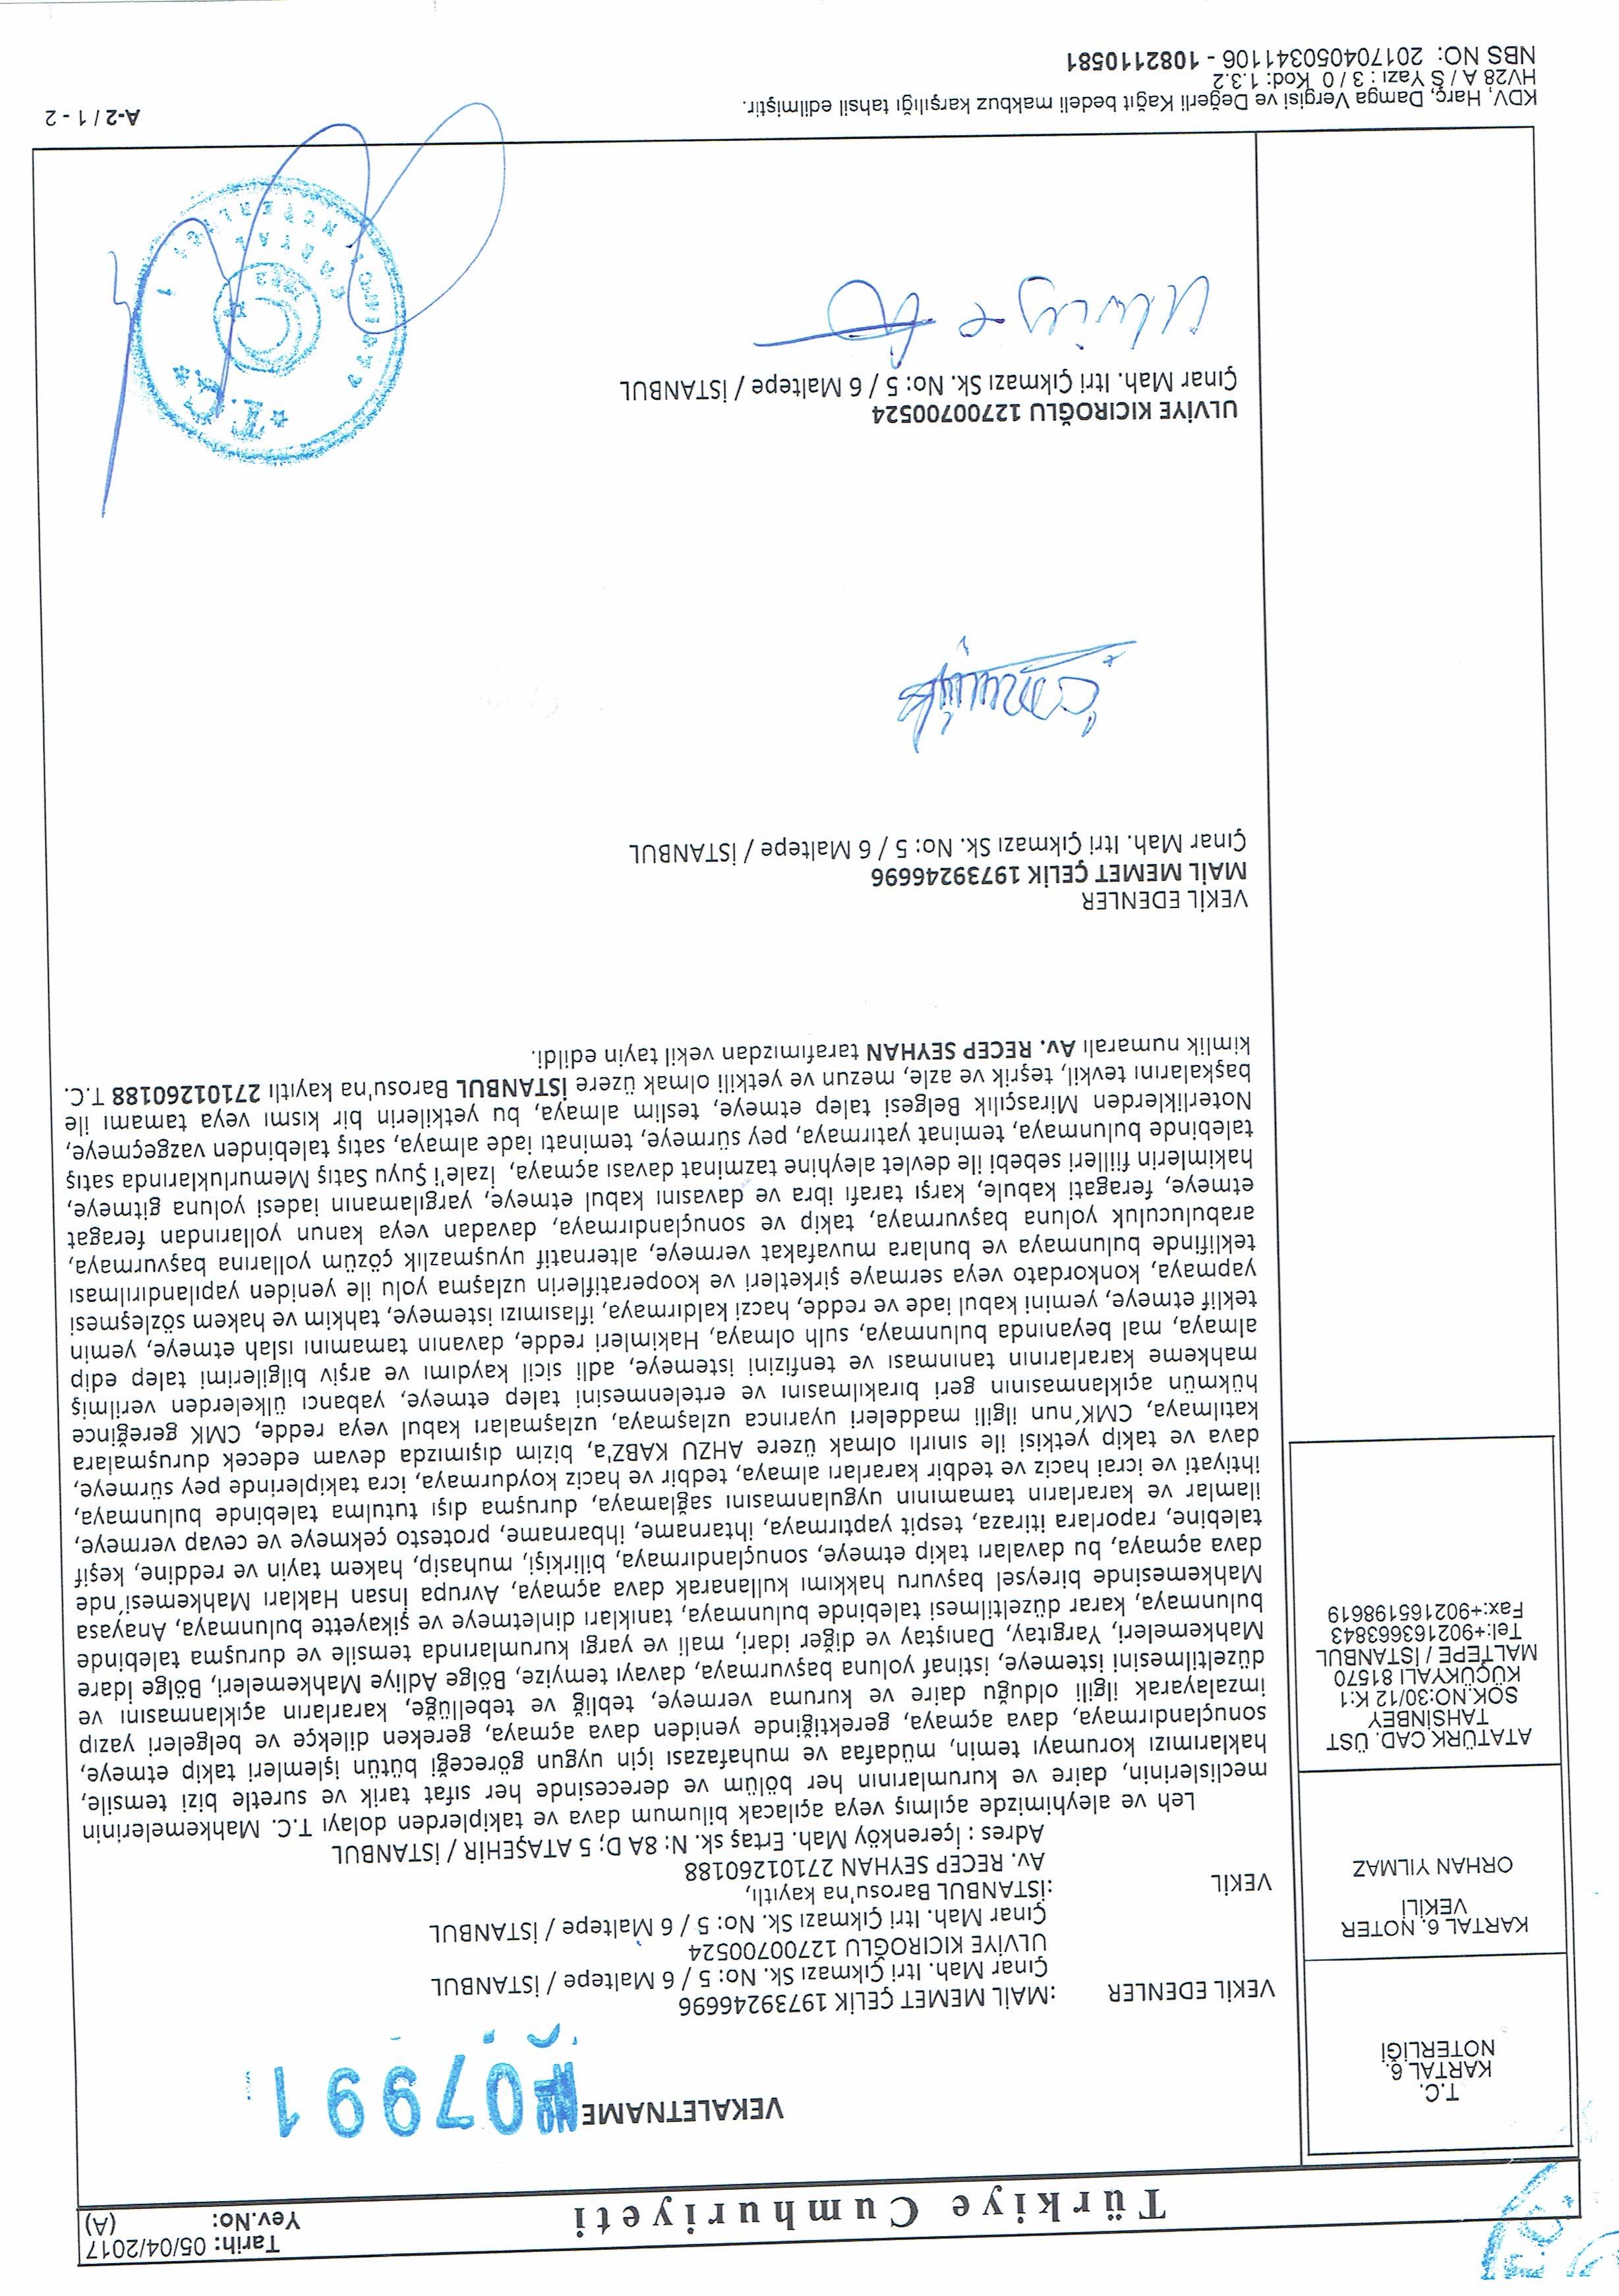 Türkiye Cumhuriyeti
Tarih: 05/04/2017
Yev.No: (A)
T.C.
KARTAL 6.
NOTERLİĞİ
KARTAL 6. NOTER
VEKİLİ
ORHAN YILMAZ
ATATÜRK CAD. ÜST
TAHSİNBEY
SOK.NO:30/12 K:1
KÜÇÜKYALI 81570
MALTEPE / İSTANBUL
Tel:+902163663843
Fax:+902165198619
VEKALETNAME № 07991
VEKİL EDENLER :MAİL MEMET ÇELİK 19739246696
Çınar Mah. Itri Çıkmazı Sk. No: 5 / 6 Maltepe / İSTANBUL
ULVİYE KICIROĞLU 12700700524
Çınar Mah. Itri Çıkmazı Sk. No: 5 / 6 Maltepe / İSTANBUL
VEKİL :İSTANBUL Barosu'na kayıtlı,
Av. RECEP SEYHAN 27101260188
Adres : İçerenköy Mah. Ertaş sk. N: 8A D; 5 ATAŞEHİR / İSTANBUL
Leh ve aleyhimizde açılmış veya açılacak bilumum dava ve takiplerden dolayı T.C. Mahkemelerinin
meclislerinin, daire ve kurumlarının her bölüm ve derecesinde her sıfat tarik ve suretle bizi temsile,
haklarımızı korumayı temin, müdafaa ve muhafazası için uygun göreceği bütün işlemleri takip etmeye,
sonuçlandırmaya, dava açmaya, gerektiğinde yeniden dava açmaya, gereken dilekçe ve belgeleri yazıp
imzalayarak ilgili olduğu daire ve kuruma vermeye, tebliğ ve tebellüğe, kararların açıklanmasını ve
düzeltilmesini istemeye, istinaf yoluna başvurmaya, davayı temyize, Bölge Adliye Mahkemeleri, Bölge İdare
Mahkemeleri, Yargıtay, Danıştay ve diğer idari, mali ve yargı kurumlarında temsile ve duruşma talebinde
bulunmaya, karar düzeltilmesi talebinde bulunmaya, tanıkları dinletmeye ve şikayette bulunmaya, Anayasa
Mahkemesinde bireysel başvuru hakkımı kullanarak dava açmaya, Avrupa İnsan Hakları Mahkemesi´nde
dava açmaya, bu davaları takip etmeye, sonuçlandırmaya, bilirkişi, muhasip, hakem tayin ve reddine, keşif
talebine, raporlara itiraza, tespit yaptırmaya, ihtarname, ihbarname, protesto çekmeye ve cevap vermeye,
ilamlar ve kararların tamamının uygulanmasını sağlamaya, duruşma dışı tutulma talebinde bulunmaya,
ihtiyati ve icrai haciz ve tedbir kararları almaya, tedbir ve haciz koydurmaya, icra takiplerinde pey sürmeye,
dava ve takip yetkisi ile sınırlı olmak üzere AHZU KABZ'a, bizim dışımızda devam edecek duruşmalara
katılmaya, CMK´nun ilgili maddeleri uyarınca uzlaşmaya, uzlaşmaları kabul veya redde, CMK gereğince
hükmün açıklanmasının geri bırakılmasını ve ertelenmesini talep etmeye, yabancı ülkelerden verilmiş
mahkeme kararlarının tanınması ve tenfizini istemeye, adli sicil kaydımı ve arşiv bilgilerimi talep edip
almaya, mal beyanında bulunmaya, sulh olmaya, Hakimleri redde, davanın tamamını ıslah etmeye, yemin
teklif etmeye, yemini kabul iade ve redde, haczi kaldırmaya, iflasımızı istemeye, tahkim ve hakem sözleşmesi
yapmaya, konkordato veya sermaye şirketleri ve kooperatiflerin uzlaşma yolu ile yeniden yapılandırılması
teklifinde bulunmaya ve bunlara muvafakat vermeye, alternatif uyuşmazlık çözüm yollarına başvurmaya,
arabuluculuk yoluna başvurmaya, takip ve sonuçlandırmaya, davadan veya kanun yollarından feragat
etmeye, feragati kabule, karşı tarafı ibra ve davasını kabul etmeye, yargılamanın iadesi yoluna gitmeye,
hakimlerin fiilleri sebebi ile devlet aleyhine tazminat davası açmaya, İzale'i Şuyu Satış Memurluklarında satış
talebinde bulunmaya, teminat yatırmaya, pey sürmeye, teminatı iade almaya, satış talebinden vazgeçmeye,
Noterliklerden Mirasçılık Belgesi talep etmeye, teslim almaya, bu yetkilerin bir kısmı veya tamamı ile
başkalarını tevkil, teşrik ve azle, mezun ve yetkili olmak üzere İSTANBUL Barosu'na kayıtlı 27101260188 T.C.
kimlik numaralı Av. RECEP SEYHAN tarafımızdan vekil tayin edildi.
VEKİL EDENLER
MAİL MEMET ÇELİK 19739246696
Çınar Mah. Itri Çıkmazı Sk. No: 5 / 6 Maltepe / İSTANBUL
ULVİYE KICIROĞLU 12700700524
Çınar Mah. Itri Çıkmazı Sk. No: 5 / 6 Maltepe / İSTANBUL
Ulviye
T.C.
KARTAL
NOTERLİĞİ
KDV, Harç, Damga Vergisi ve Değerli Kağıt bedeli makbuz karşılığı tahsil edilmiştir.
HV28 A / S Yazı : 3 / 0 Kod: 1.3.2
NBS NO: 201704050341106 - 1082110581
A-2 / 1 - 2